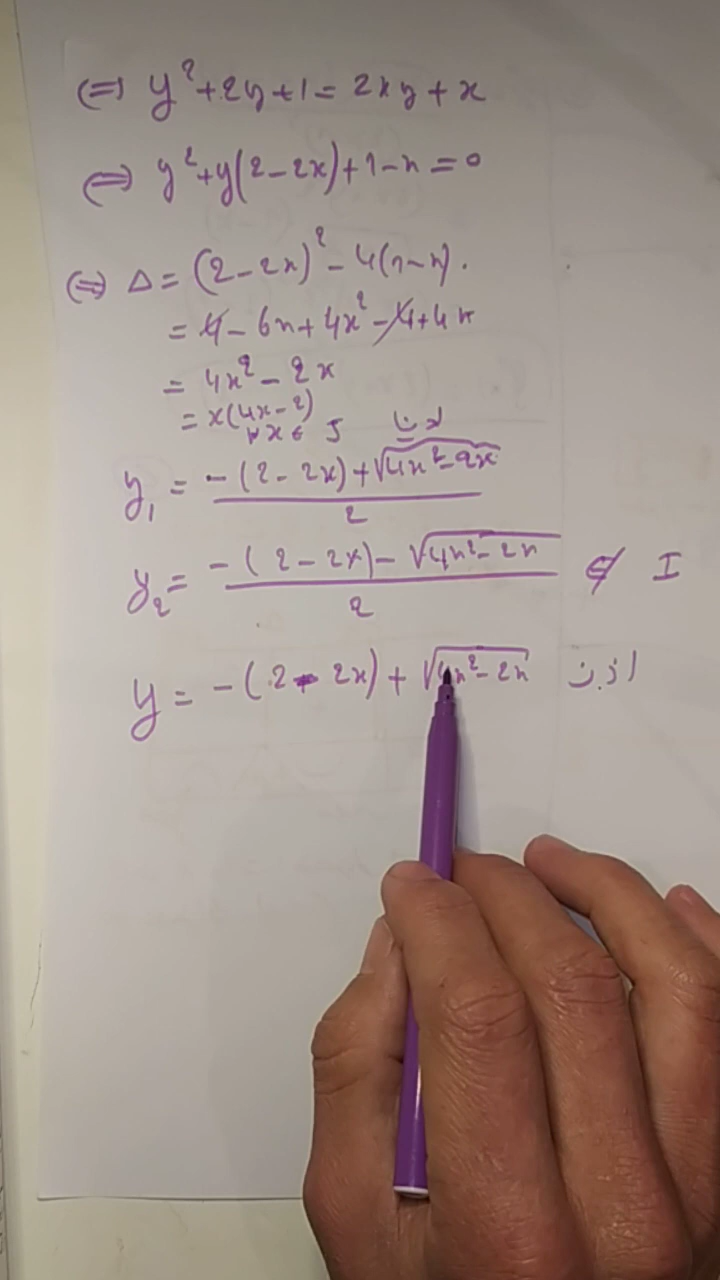 ⇔ y²+2y+1 = 2xy+x
⇔ y²+y(2-2x)+1-x = 0
⇔ Δ = (2-2x)² - 4(1-x).
= 4 - 6x + 4x² - 4 + 4x
= 4x² - 2x
= x(4x-2)
∀x∈ J لدينا
y₁ = (-(2-2x)+√(4x²-2x))/2
y₂ = (-(2-2x)-√(4x²-2x))/2 ∉ I
y = -(2-2x)+√(4x²-2x) اذن